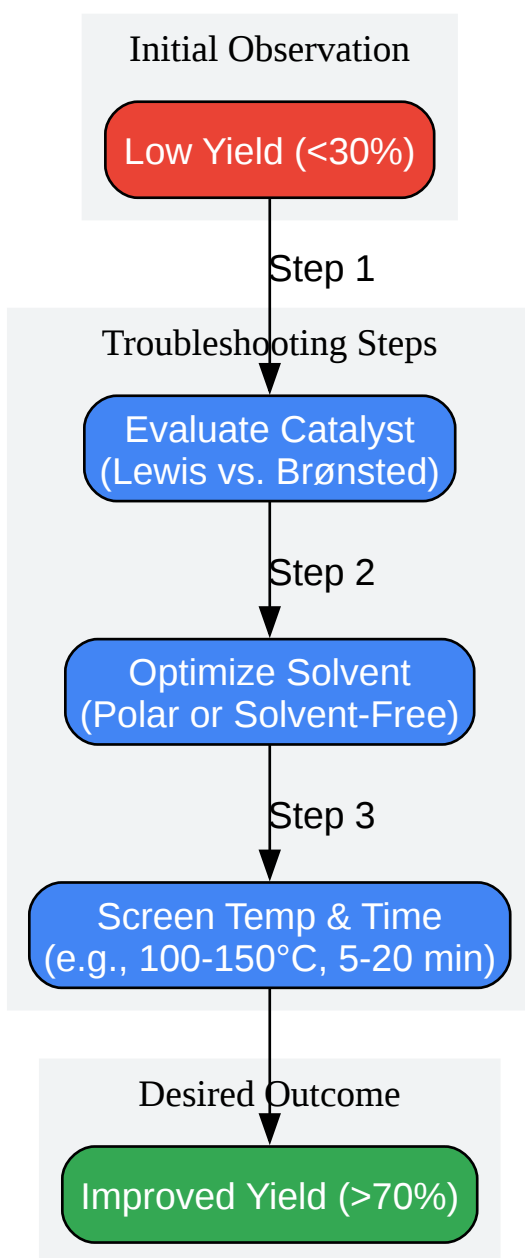 Initial Observation
Low Yield (<30%)
Step 1
Troubleshooting Steps
Evaluate Catalyst
(Lewis vs. Brønsted)
Step 2
Optimize Solvent
(Polar or Solvent-Free)
Step 3
Screen Temp & Time
(e.g., 100-150°C, 5-20 min)
Desired Outcome
Improved Yield (>70%)